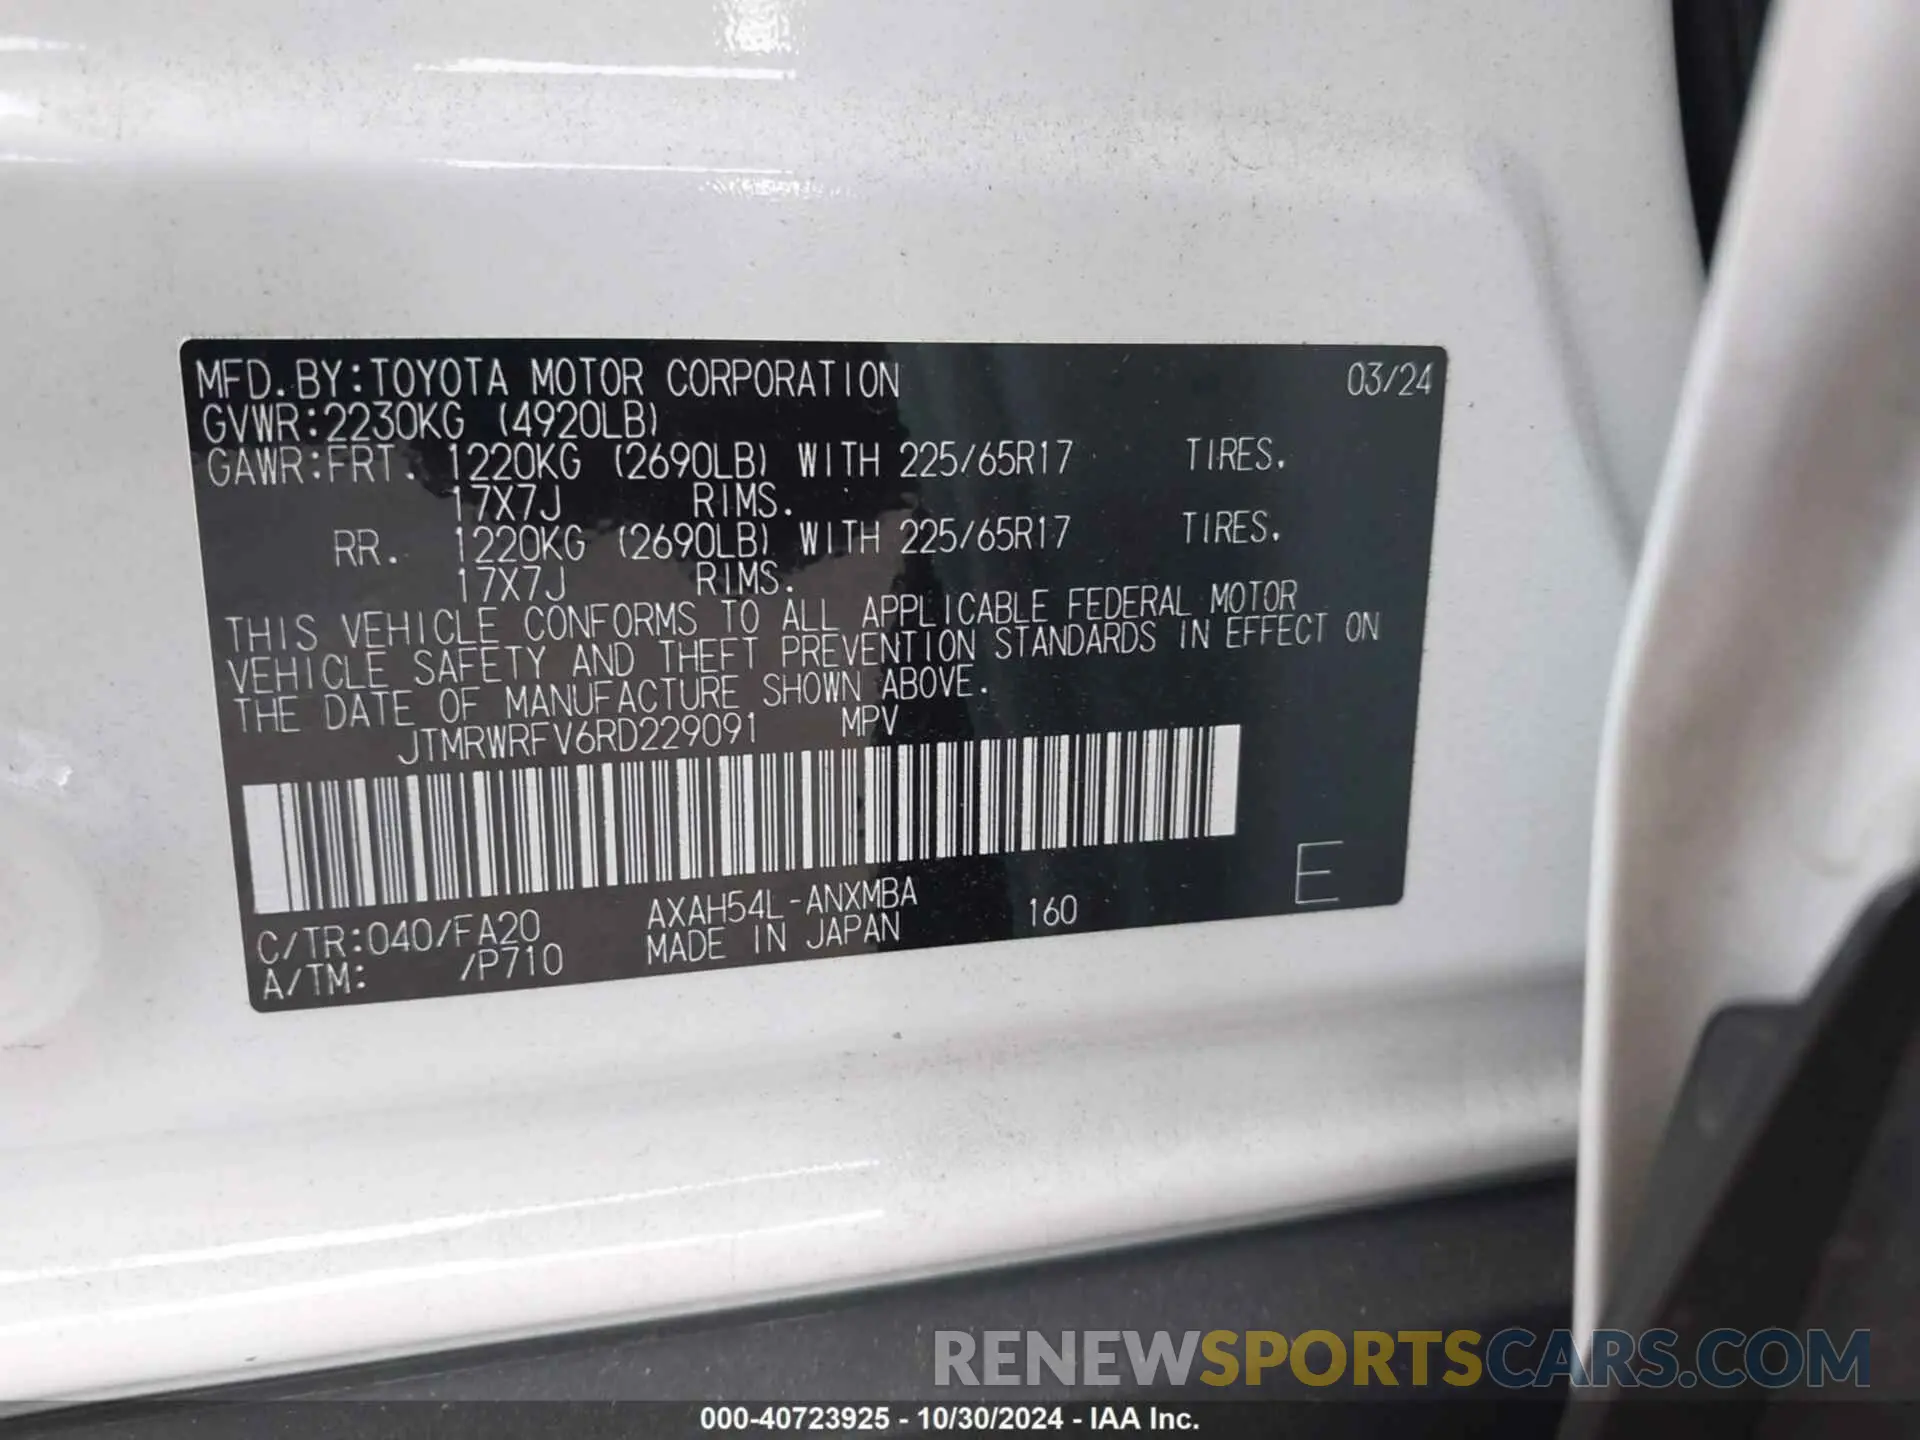 MFD.BY:TOYOTA MOTOR CORPORATION 03/24
GVWR:2230KG (4920LB)
GAWR:FRT. 1220KG (2690LB) WITH 225/65R17 TIRES.
17X7J RIMS.
RR. 1220KG (2690LB) WITH 225/65R17 TIRES.
17X7J RIMS.
THIS VEHICLE CONFORMS TO ALL APPLICABLE FEDERAL MOTOR
VEHICLE SAFETY AND THEFT PREVENTION STANDARDS IN EFFECT ON
THE DATE OF MANUFACTURE SHOWN ABOVE.
JTMRWRFV6RD229091 MPV
C/TR:040/FA20 AXAH54L-ANXMBA 160 E
A/TM: /P710 MADE IN JAPAN
RENEWSPORTSCARS.COM
000-40723925 - 10/30/2024 - IAA Inc.